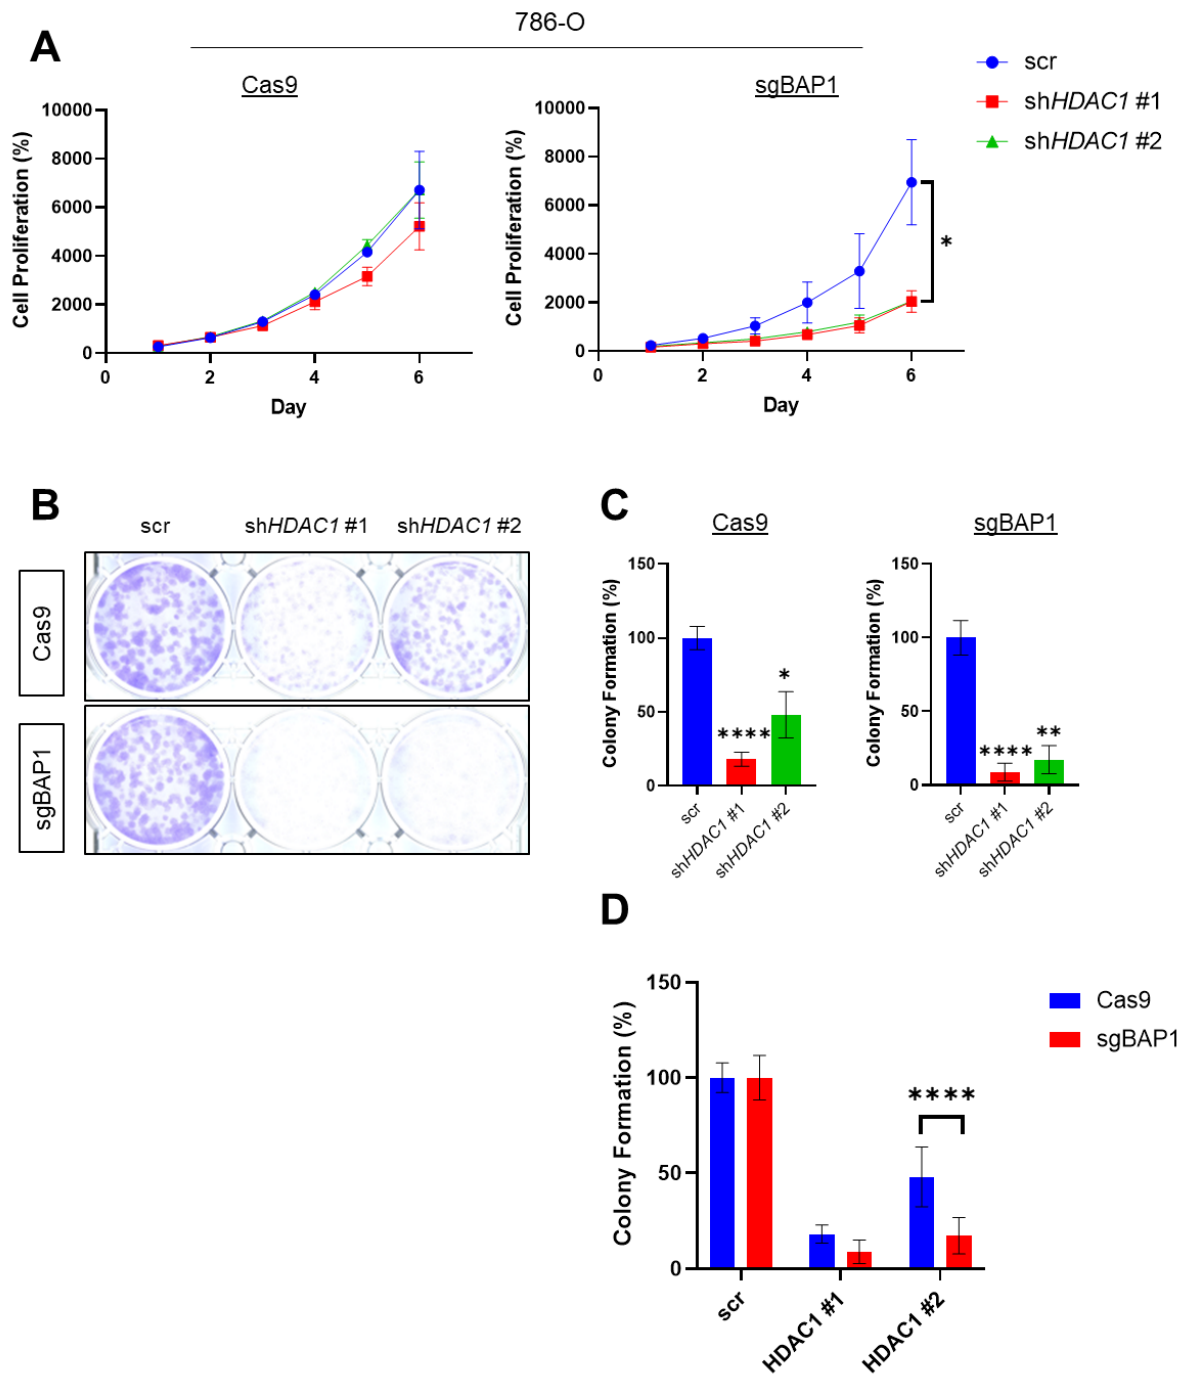 786-O
A
Cas9
sgBAP1
scr
shHDAC1 #1
shHDAC1 #2
Cell Proliferation (%)
10000
8000
6000
4000
2000
0
0 2 4 6
Day
Cell Proliferation (%)
10000
8000
6000
4000
2000
0
0 2 4 6
Day
*
B
scr shHDAC1 #1 shHDAC1 #2
Cas9
sgBAP1
C
Cas9
Colony Formation (%)
150
100
50
0
****
*
scr
shHDAC1 #1
shHDAC1 #2
sgBAP1
Colony Formation (%)
150
100
50
0
****
**
scr
shHDAC1 #1
shHDAC1 #2
D
Colony Formation (%)
150
100
50
0
****
scr
HDAC1 #1
HDAC1 #2
Cas9
sgBAP1